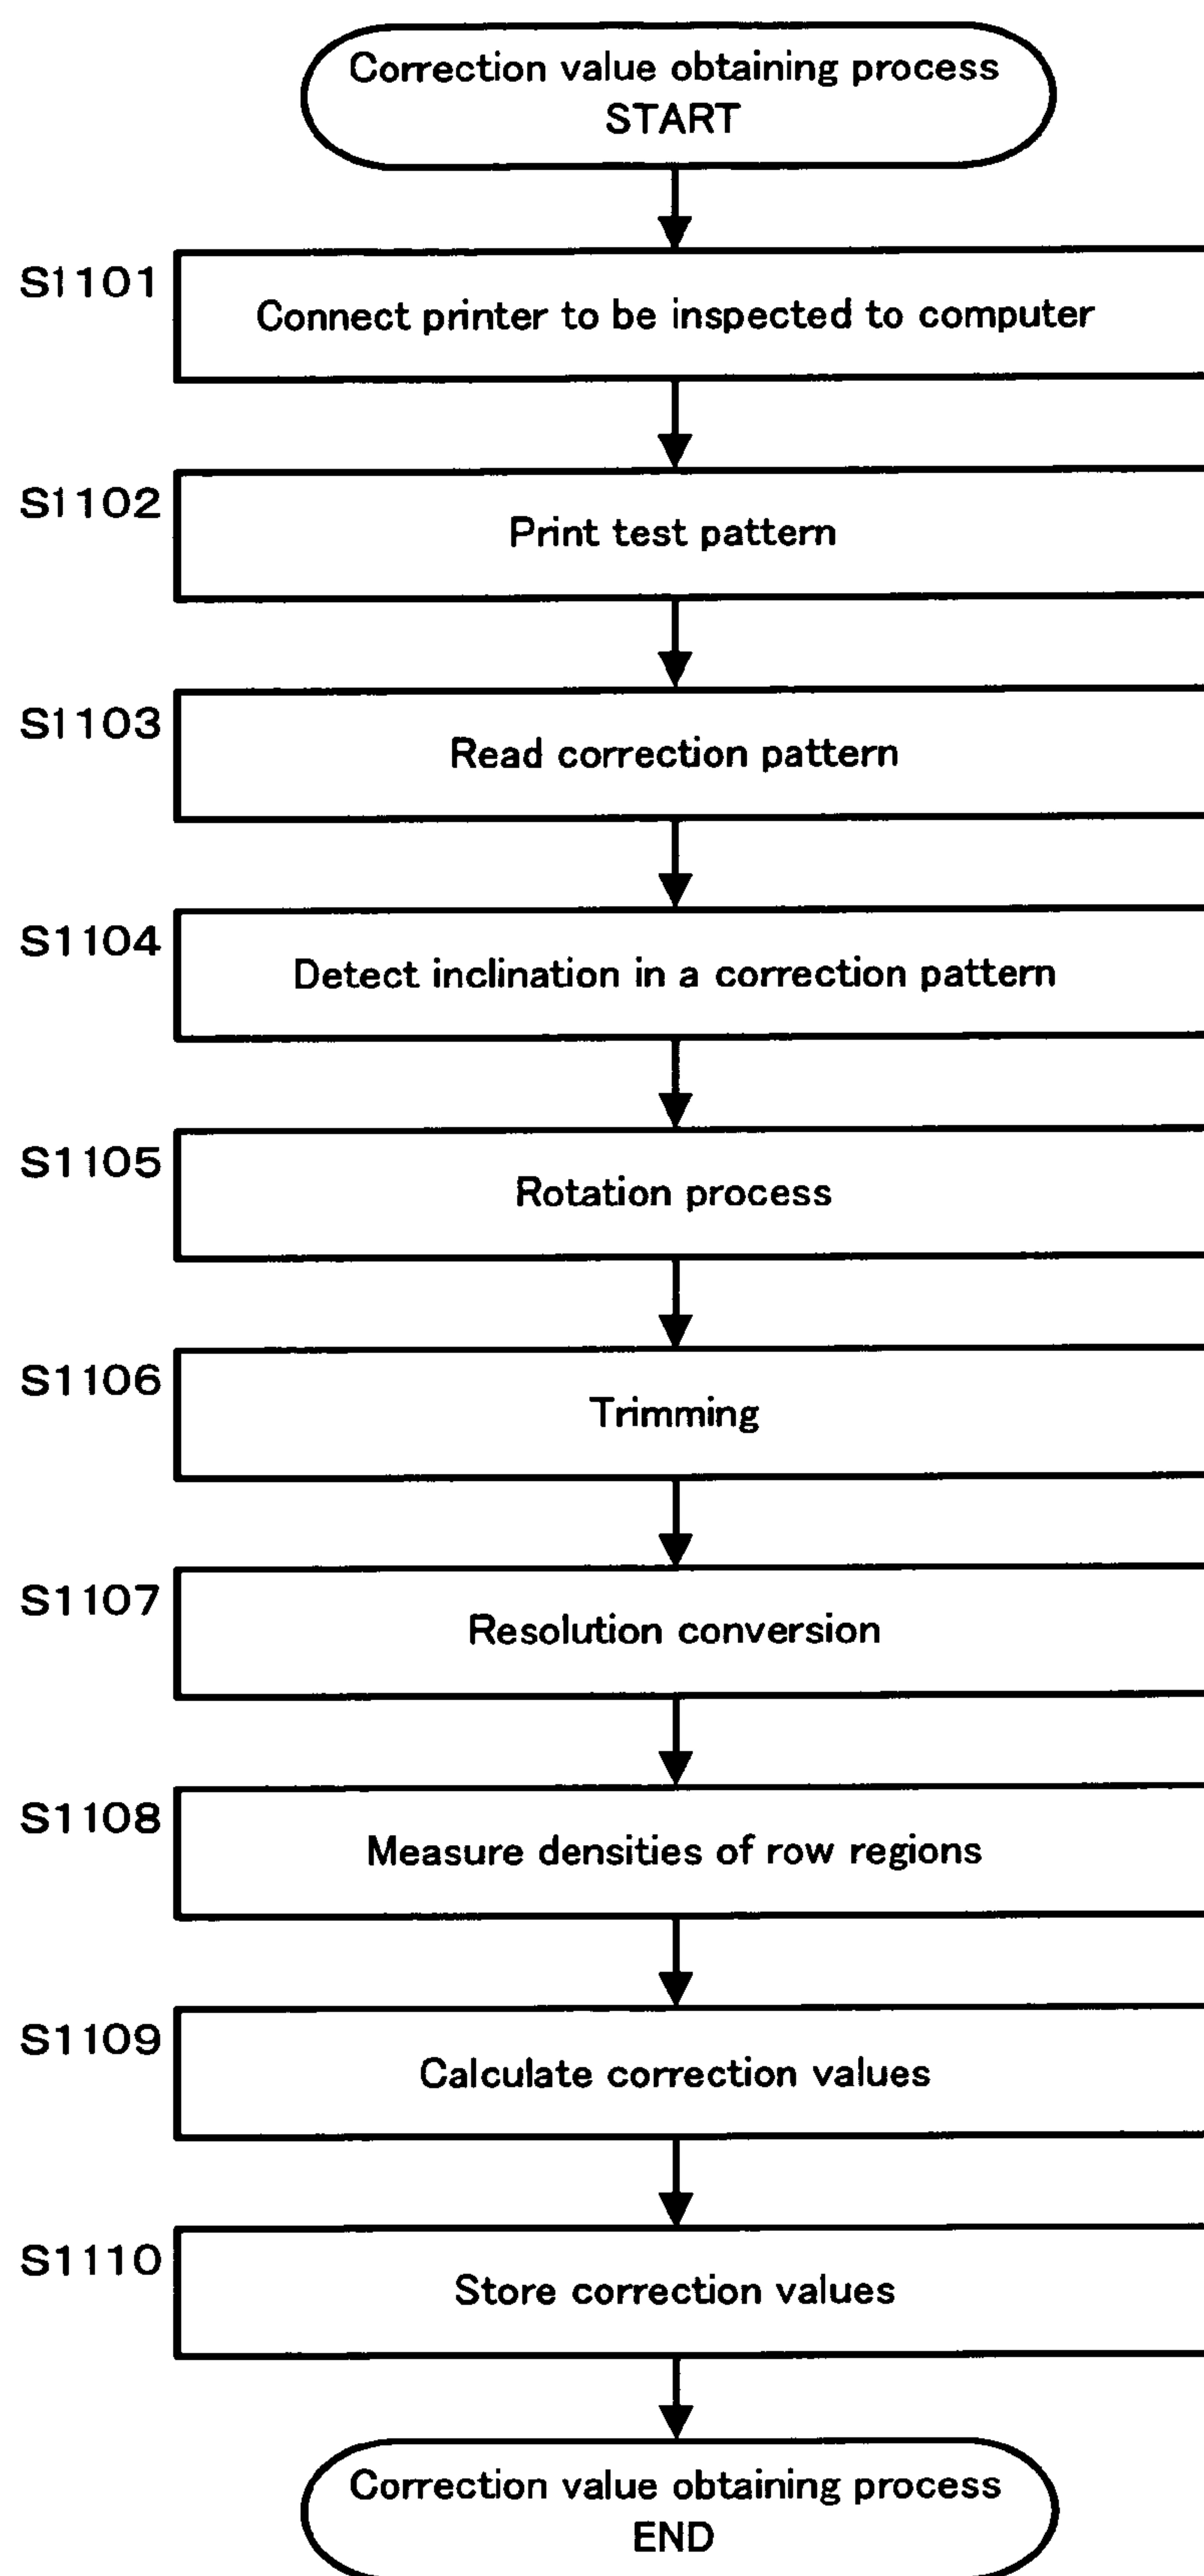 Correction value obtaining process
START
S1101
Connect printer to be inspected to computer
S1102
Print test pattern
S1103
Read correction pattern
S1104
Detect inclination in a correction pattern
S1105
Rotation process
S1106
Trimming
S1107
Resolution conversion
S1108
Measure densities of row regions
S1109
Calculate correction values
S1110
Store correction values
Correction value obtaining process
END